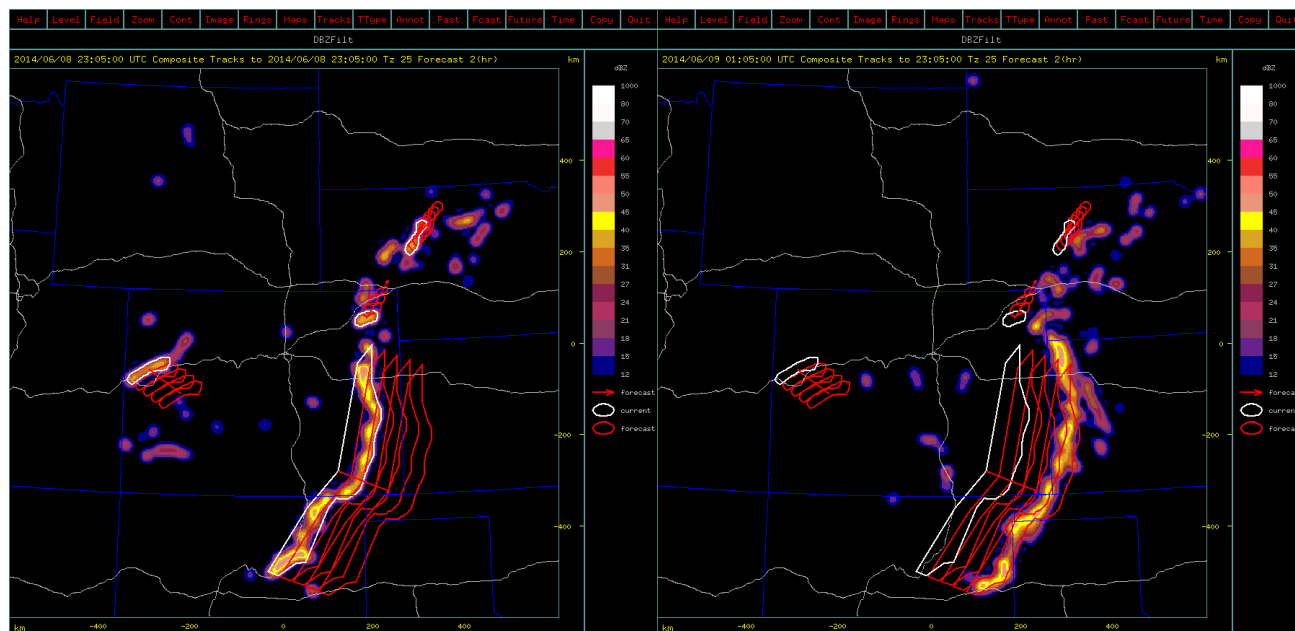 Help Level Field Zoom Cont Image Rings Maps Tracks TType Annot Past Fcast Future Time Copy Quit
DBZFilt
2014/06/08 23:05:00 UTC Composite Tracks to 2014/06/08 23:05:00 Tz 25 Forecast 2(hr) km
dBZ
1000
80
70
65
60
55
50
45
40
35
31
27
24
21
18
15
12
forecast
current
forecast
400
200
0
-200
-400
km -400 -200 0 200 400
Help Level Field Zoom Cont Image Rings Maps Tracks TType Annot Past Fcast Future Time Copy Quit
DBZFilt
2014/06/09 01:05:00 UTC Composite Tracks to 23:05:00 Tz 25 Forecast 2(hr) km
dBZ
1000
80
70
65
60
55
50
45
40
35
31
27
24
21
18
15
12
forecast
current
forecast
400
200
0
-200
-400
km -400 -200 0 200 400